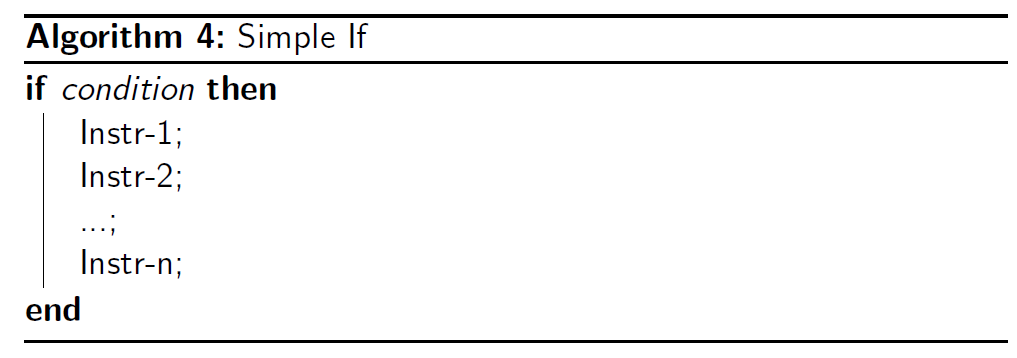 Algorithm 4: Simple If
if condition then
Instr-1;
Instr-2;
...;
Instr-n;
end